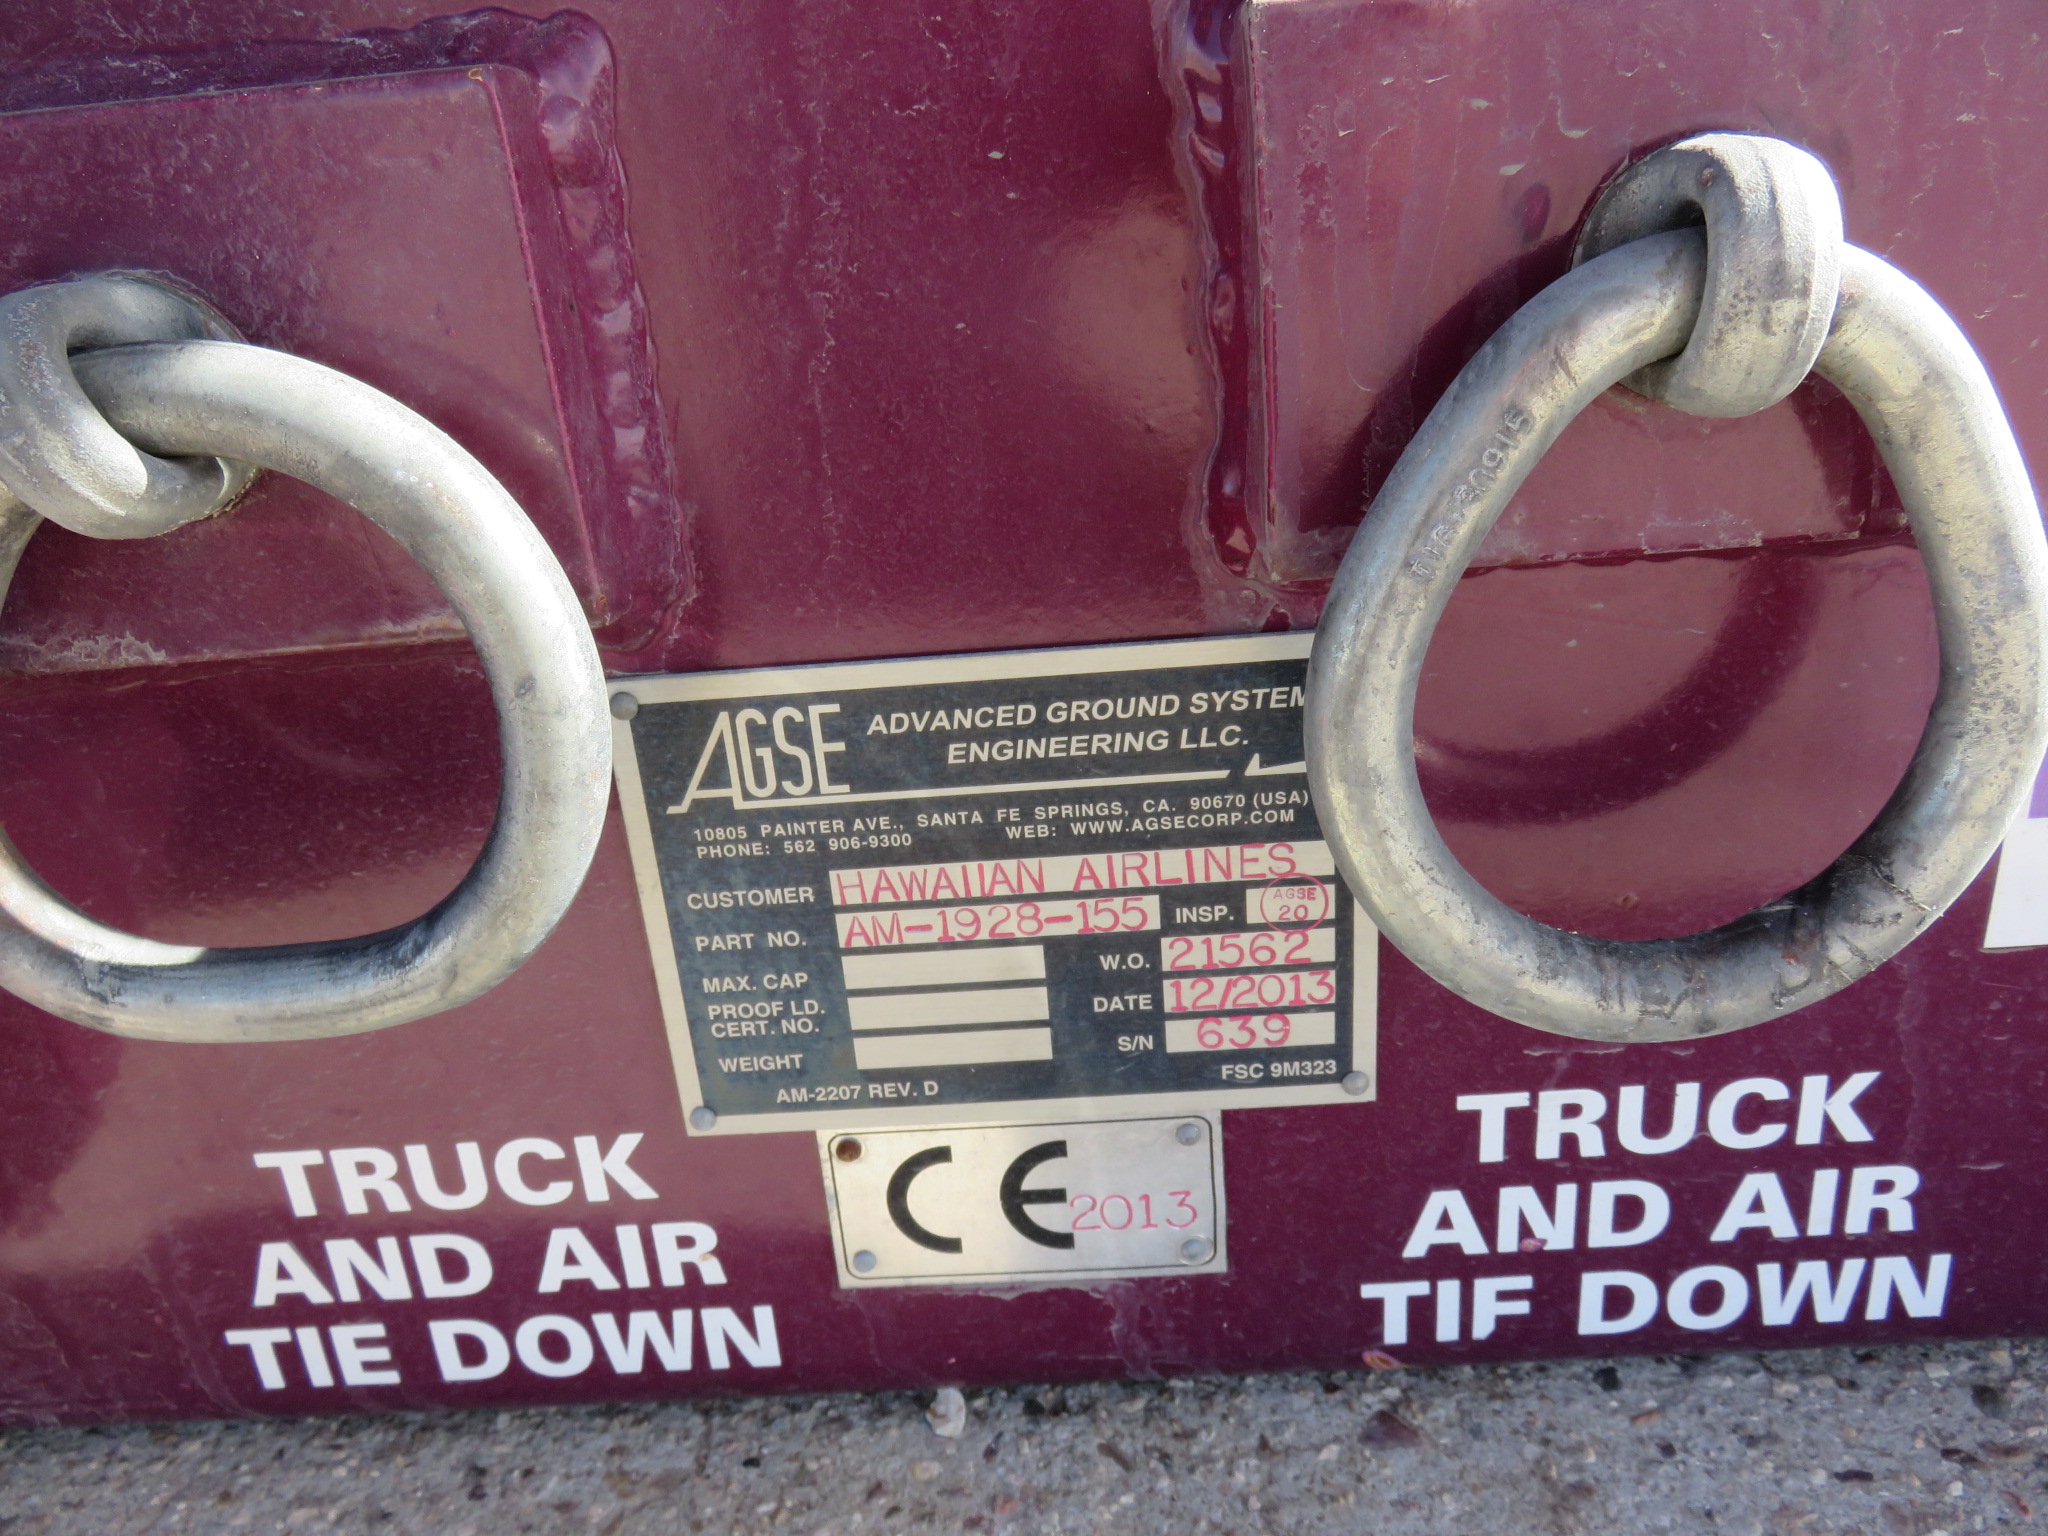 AGSE
ADVANCED GROUND SYSTEM
ENGINEERING LLC.
10805 PAINTER AVE., SANTA FE SPRINGS, CA. 90670 (USA)
PHONE: 562 906-9300 WEB: WWW.AGSECORP.COM
CUSTOMER HAWAIIAN AIRLINES
PART NO. AM-1928-155 INSP. AGSE 20
MAX. CAP W.O. 21562
PROOF LD. DATE 12/2013
CERT. NO.
WEIGHT S/N 639
AM-2207 REV. D FSC 9M323
CE 2013
TRUCK
AND AIR
TIE DOWN
TRUCK
AND AIR
TIF DOWN